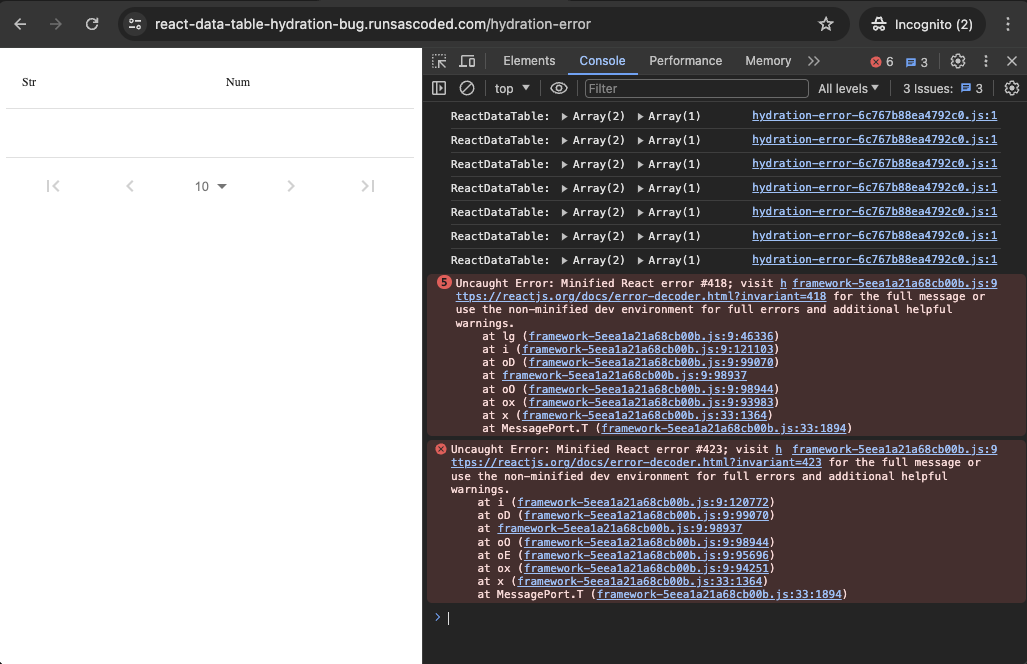 react-data-table-hydration-bug.runsascoded.com/hydration-error
Incognito (2)
Str Num
10
Elements Console Performance Memory 6 3
top Filter All levels 3 Issues: 3
ReactDataTable: ▶ Array(2) ▶ Array(1) hydration-error-6c767b88ea4792c0.js:1
ReactDataTable: ▶ Array(2) ▶ Array(1) hydration-error-6c767b88ea4792c0.js:1
ReactDataTable: ▶ Array(2) ▶ Array(1) hydration-error-6c767b88ea4792c0.js:1
ReactDataTable: ▶ Array(2) ▶ Array(1) hydration-error-6c767b88ea4792c0.js:1
ReactDataTable: ▶ Array(2) ▶ Array(1) hydration-error-6c767b88ea4792c0.js:1
ReactDataTable: ▶ Array(2) ▶ Array(1) hydration-error-6c767b88ea4792c0.js:1
ReactDataTable: ▶ Array(2) ▶ Array(1) hydration-error-6c767b88ea4792c0.js:1
5 Uncaught Error: Minified React error #418; visit h framework-5eea1a21a68cb00b.js:9
ttps://reactjs.org/docs/error-decoder.html?invariant=418 for the full message or
use the non-minified dev environment for full errors and additional helpful
warnings.
at lg (framework-5eea1a21a68cb00b.js:9:46336)
at i (framework-5eea1a21a68cb00b.js:9:121103)
at oD (framework-5eea1a21a68cb00b.js:9:99070)
at framework-5eea1a21a68cb00b.js:9:98937
at oO (framework-5eea1a21a68cb00b.js:9:98944)
at ox (framework-5eea1a21a68cb00b.js:9:93983)
at x (framework-5eea1a21a68cb00b.js:33:1364)
at MessagePort.T (framework-5eea1a21a68cb00b.js:33:1894)
Uncaught Error: Minified React error #423; visit h framework-5eea1a21a68cb00b.js:9
ttps://reactjs.org/docs/error-decoder.html?invariant=423 for the full message or
use the non-minified dev environment for full errors and additional helpful
warnings.
at i (framework-5eea1a21a68cb00b.js:9:120772)
at oD (framework-5eea1a21a68cb00b.js:9:99070)
at framework-5eea1a21a68cb00b.js:9:98937
at oO (framework-5eea1a21a68cb00b.js:9:98944)
at oE (framework-5eea1a21a68cb00b.js:9:95696)
at ox (framework-5eea1a21a68cb00b.js:9:94251)
at x (framework-5eea1a21a68cb00b.js:33:1364)
at MessagePort.T (framework-5eea1a21a68cb00b.js:33:1894)